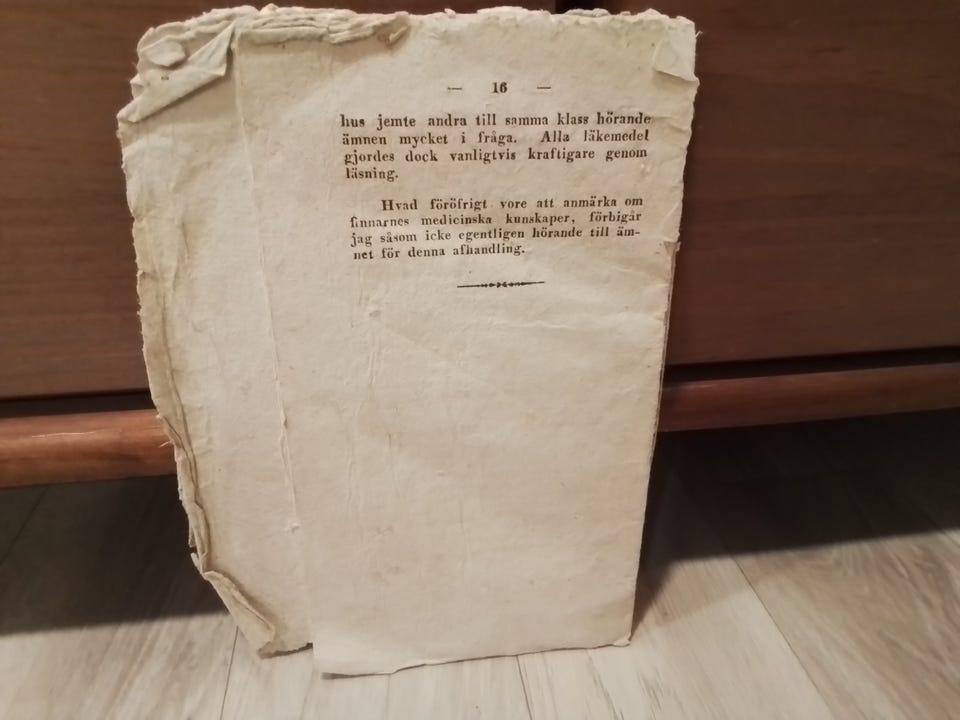 — 16 —
hus jemte andra till samma klass hörande
ämnen mycket i fråga. Alla läkemedel
gjordes dock vanligtvis kraftigare genom
läsning.
Hvad föröfrigt vore att anmärka om
finnarnes medicinska kunskaper, förbigår
jag såsom icke egentligen hörande till äm-
net för denna afhandling.